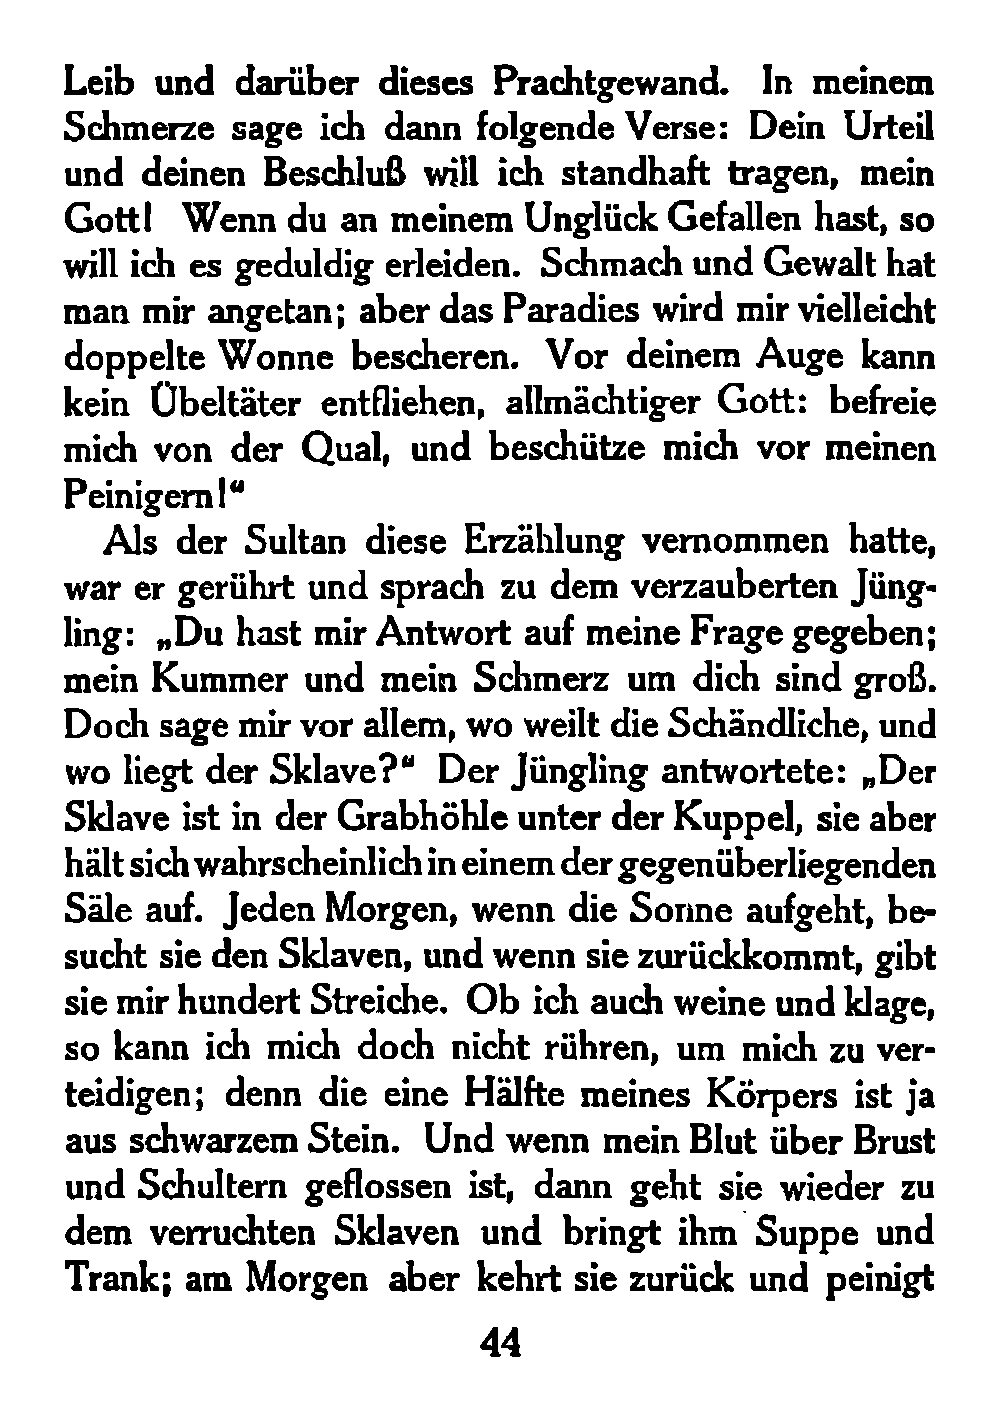 Leib und darüber dieses Prachtgewand. In meinem
Schmerze sage ich dann folgende Verse: Dein Urteil
und deinen Beschluß will ich standhaft tragen, mein
Gott! Wenn du an meinem Unglück Gefallen hast, so
will ich es geduldig erleiden. Schmach und Gewalt hat
man mir angetan; aber das Paradies wird mir vielleicht
doppelte Wonne bescheren. Vor deinem Auge kann
kein Übeltäter entfliehen, allmächtiger Gott: befreie
mich von der Qual, und beschütze mich vor meinen
Peinigern!“
Als der Sultan diese Erzählung vernommen hatte,
war er gerührt und sprach zu dem verzauberten Jüng-
ling: „Du hast mir Antwort auf meine Frage gegeben;
mein Kummer und mein Schmerz um dich sind groß.
Doch sage mir vor allem, wo weilt die Schändliche, und
wo liegt der Sklave?“ Der Jüngling antwortete: „Der
Sklave ist in der Grabhöhle unter der Kuppel, sie aber
hält sich wahrscheinlich in einem der gegenüberliegenden
Säle auf. Jeden Morgen, wenn die Sonne aufgeht, be-
sucht sie den Sklaven, und wenn sie zurückkommt, gibt
sie mir hundert Streiche. Ob ich auch weine und klage,
so kann ich mich doch nicht rühren, um mich zu ver-
teidigen; denn die eine Hälfte meines Körpers ist ja
aus schwarzem Stein. Und wenn mein Blut über Brust
und Schultern geflossen ist, dann geht sie wieder zu
dem verruchten Sklaven und bringt ihm Suppe und
Trank; am Morgen aber kehrt sie zurück und peinigt
44